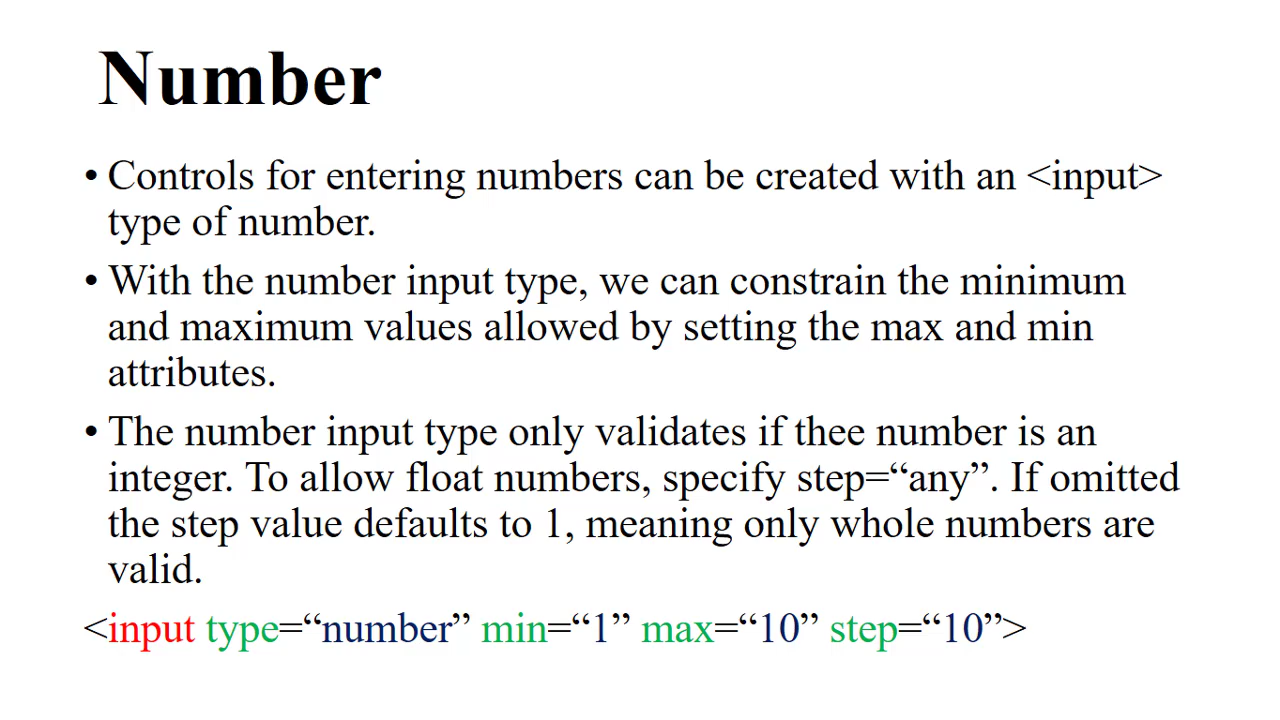 Number
• Controls for entering numbers can be created with an <input>
type of number.
• With the number input type, we can constrain the minimum
and maximum values allowed by setting the max and min
attributes.
• The number input type only validates if thee number is an
integer. To allow float numbers, specify step=“any”. If omitted
the step value defaults to 1, meaning only whole numbers are
valid.
<input type=“number” min=“1” max=“10” step=“10”>